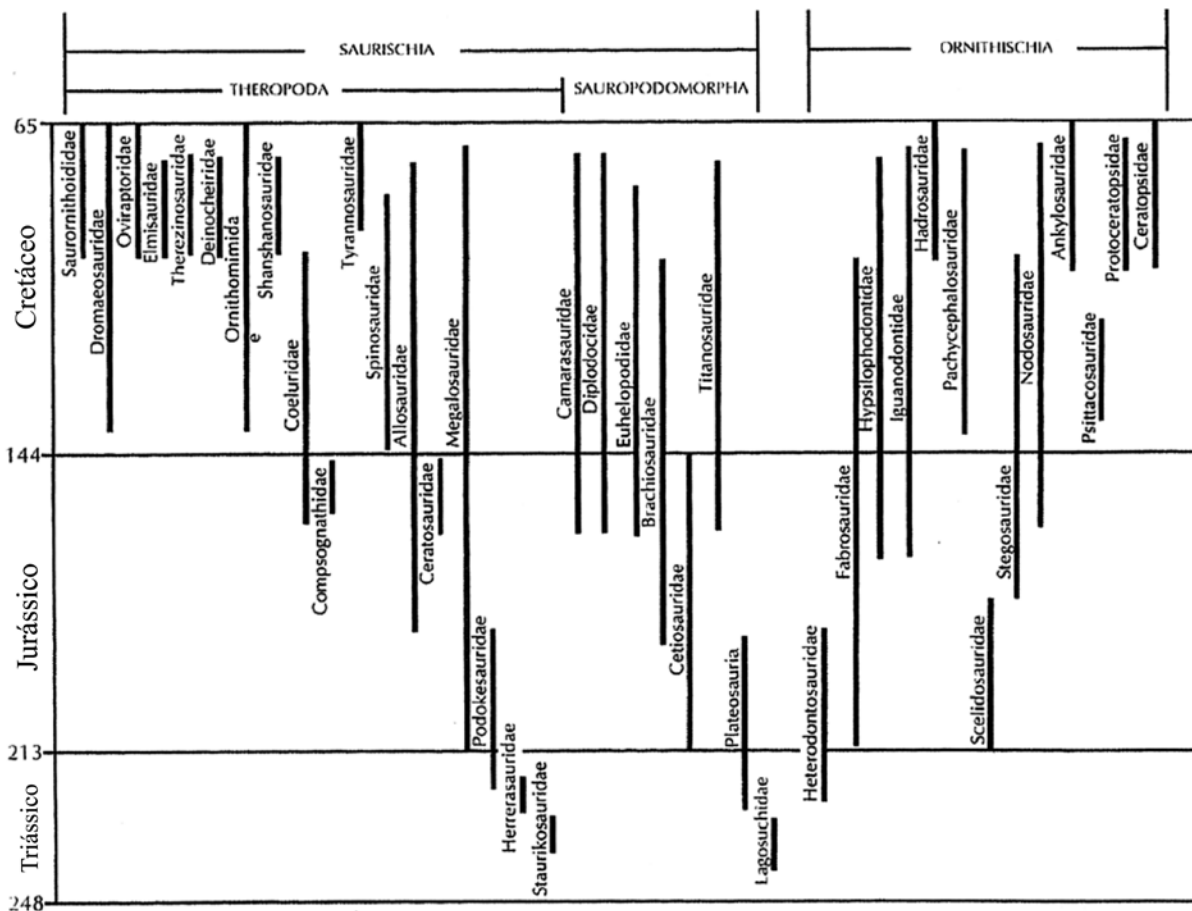 SAURISCHIA
ORNITHISCHIA
THEROPODA
SAUROPODOMORPHA
65
144
213
248
Cretáceo
Jurássico
Triássico
Saurornithoididae
Dromaeosauridae
Oviraptoridae
Elmisauridae
Therezinosauridae
Deinocheiridae
Ornithomimida
e
Shanshanosauridae
Coeluridae
Compsognathidae
Tyrannosauridae
Spinosauridae
Allosauridae
Ceratosauridae
Megalosauridae
Podokesauridae
Herrerasauridae
Staurikosauridae
Camarasauridae
Diplodocidae
Euhelopodidae
Brachiosauridae
Cetiosauridae
Titanosauridae
Plateosauria
Lagosuchidae
Heterodontosauridae
Fabrosauridae
Hypsilophodontidae
Iguanodontidae
Hadrosauridae
Pachycephalosauridae
Scelidosauridae
Stegosauridae
Nodosauridae
Ankylosauridae
Psittacosauridae
Protoceratopsidae
Ceratopsidae